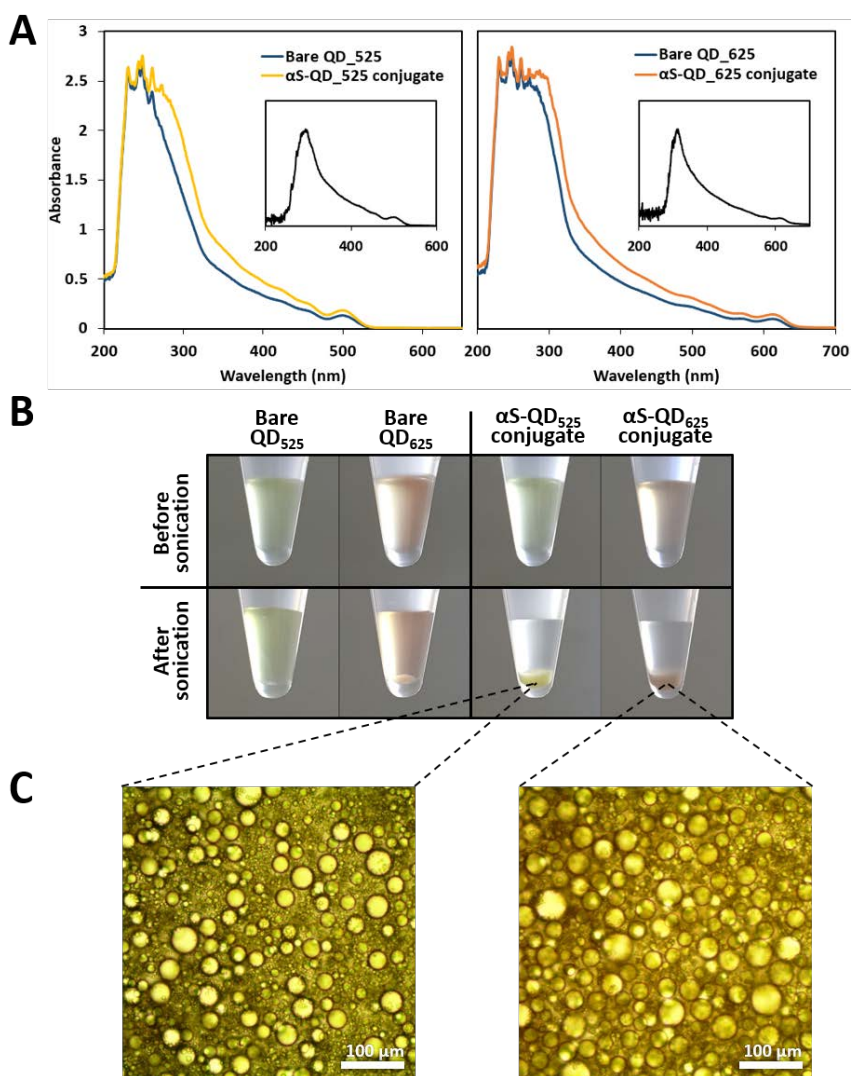 A
Absorbance
3
2.5
2
1.5
1
0.5
0
Bare QD_525
αS-QD_525 conjugate
200 400 600
200 300 400 500 600
Wavelength (nm)
Bare QD_625
αS-QD_625 conjugate
200 400 600
200 300 400 500 600 700
Wavelength (nm)
B
Bare
QD525
Bare
QD625
αS-QD525
conjugate
αS-QD625
conjugate
Before
sonication
After
sonication
C
100 μm
100 μm